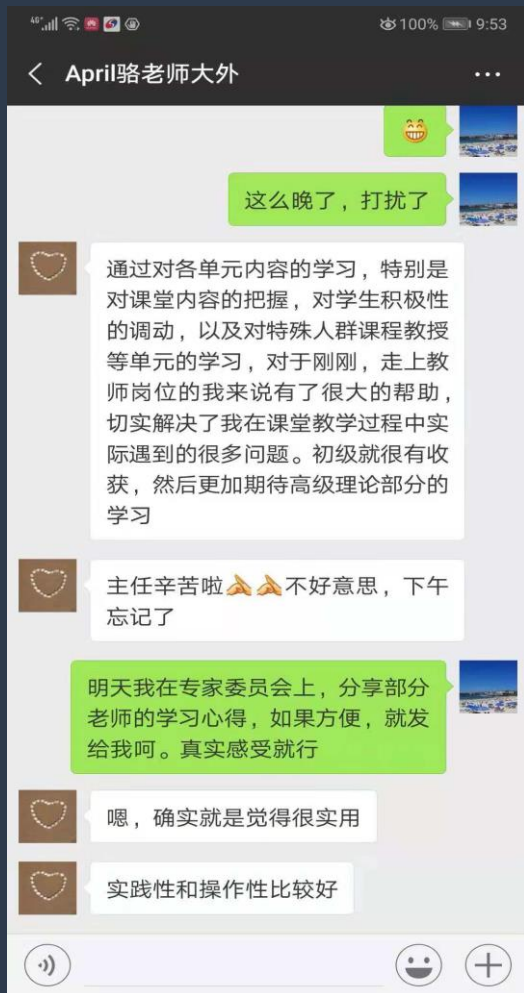 46° 100% 9:53
April骆老师大外
这么晚了，打扰了
通过对各单元内容的学习，特别是
对课堂内容的把握，对学生积极性
的调动，以及对特殊人群课程教授
等单元的学习，对于刚刚，走上教
师岗位的我来说有了很大的帮助，
切实解决了我在课堂教学过程中实
际遇到的很多问题。初级就很有收
获，然后更加期待高级理论部分的
学习
主任辛苦啦不好意思，下午
忘记了
明天我在专家委员会上，分享部分
老师的学习心得，如果方便，就发
给我呵。真实感受就行
嗯，确实就是觉得很实用
实践性和操作性比较好